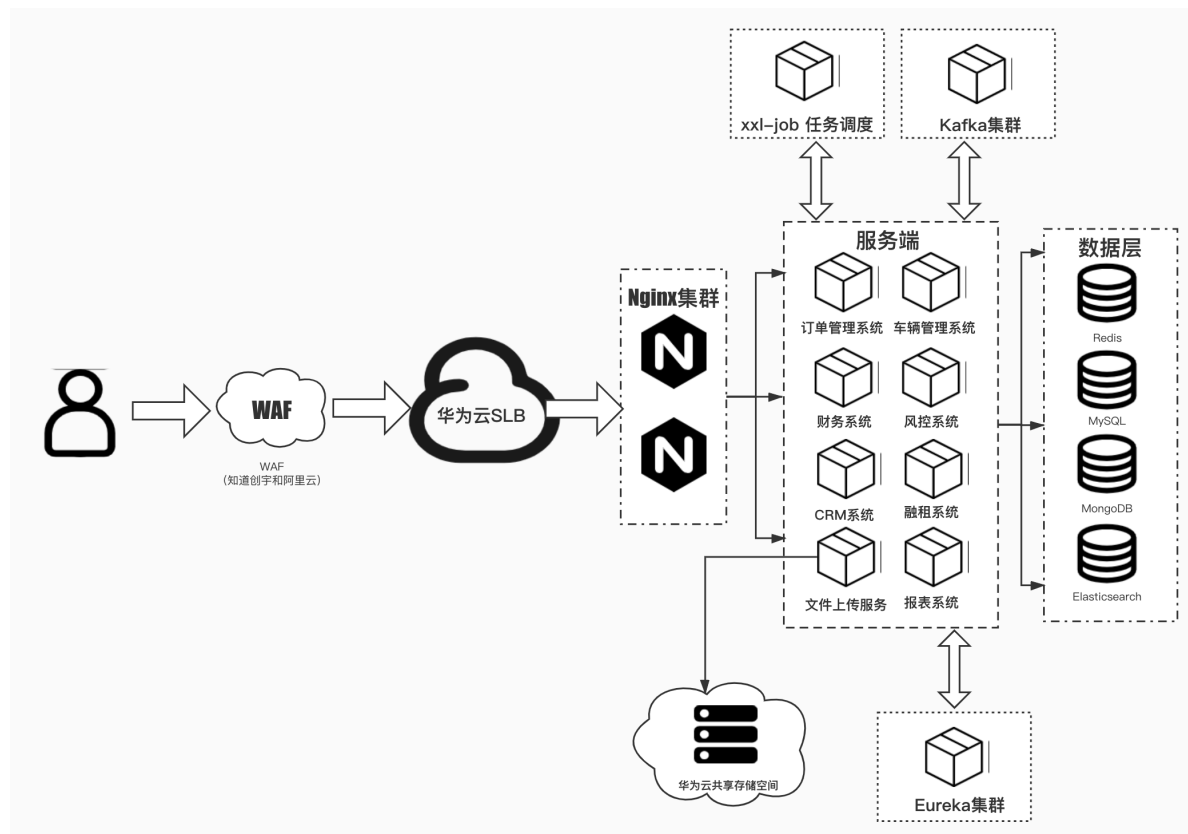 xxl-job 任务调度
Kafka集群
服务端
数据层
订单管理系统
车辆管理系统
Redis
Nginx集群
财务系统
风控系统
MySQL
WAF
华为云SLB
WAF
（知道创宇和阿里云）
CRM系统
融租系统
MongoDB
文件上传服务
报表系统
Elasticsearch
华为云共享存储空间
Eureka集群